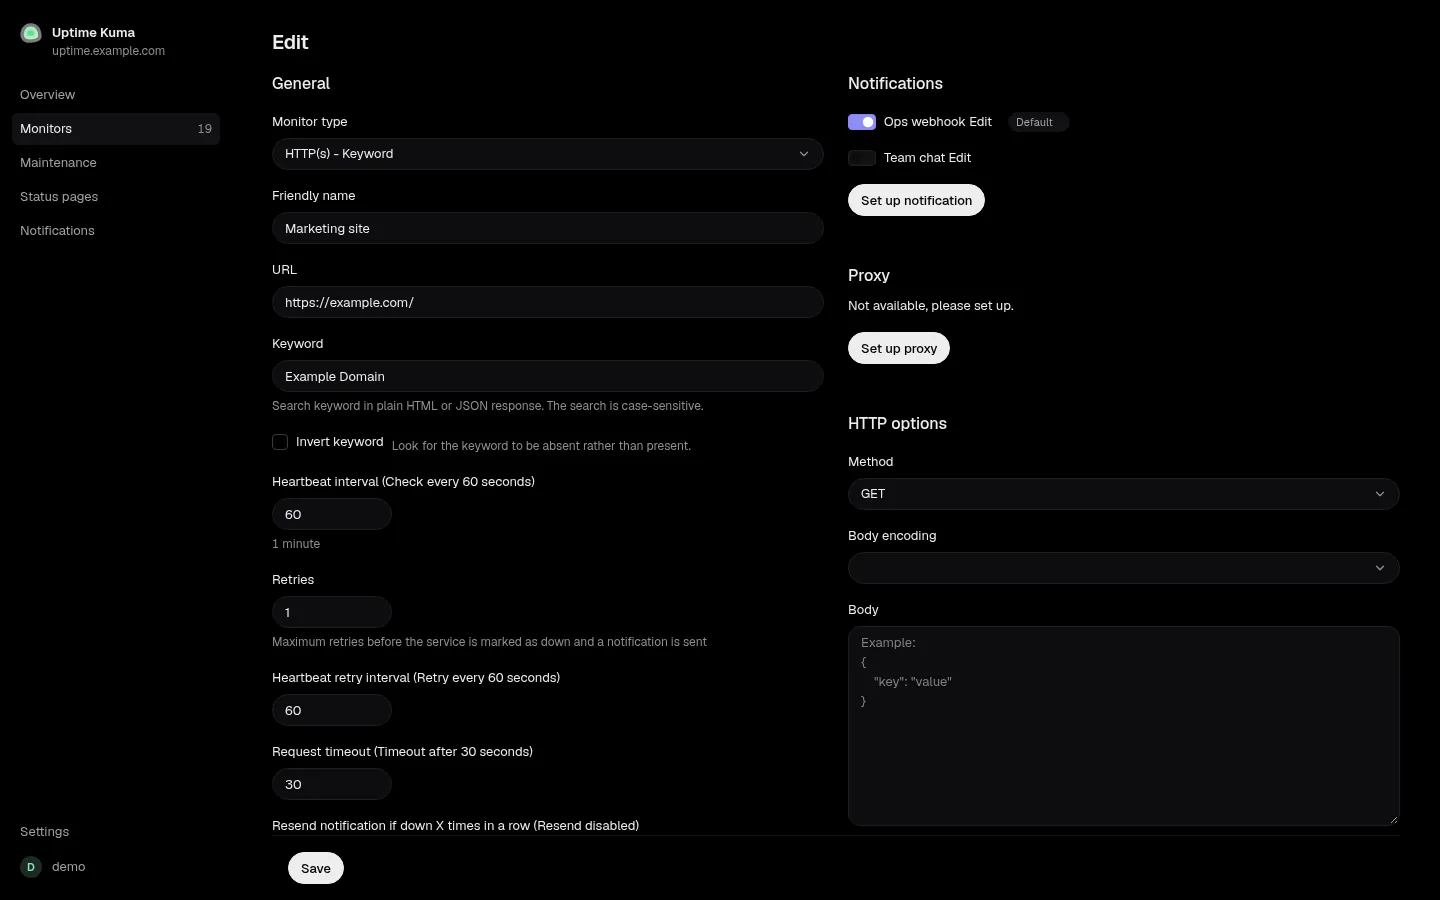 Uptime Kuma
uptime.example.com
Overview
Monitors 19
Maintenance
Status pages
Notifications
Settings
D demo
Edit
General
Monitor type
HTTP(s) - Keyword
Friendly name
Marketing site
URL
https://example.com/
Keyword
Example Domain
Search keyword in plain HTML or JSON response. The search is case-sensitive.
Invert keyword Look for the keyword to be absent rather than present.
Heartbeat interval (Check every 60 seconds)
60
1 minute
Retries
1
Maximum retries before the service is marked as down and a notification is sent
Heartbeat retry interval (Retry every 60 seconds)
60
Request timeout (Timeout after 30 seconds)
30
Resend notification if down X times in a row (Resend disabled)
Save
Notifications
Ops webhook Edit Default
Team chat Edit
Set up notification
Proxy
Not available, please set up.
Set up proxy
HTTP options
Method
GET
Body encoding
Body
Example:
{
"key": "value"
}